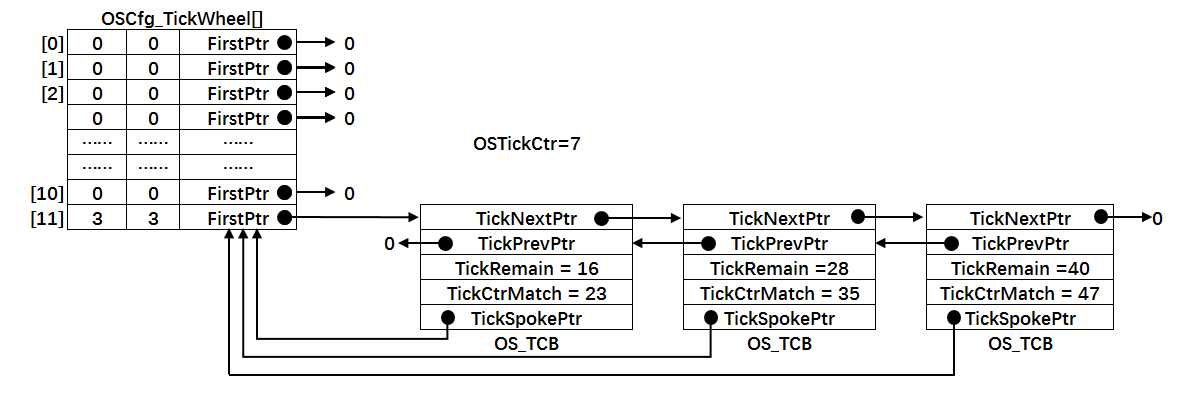 OSCfg_TickWheel[]
[0] 0 0 FirstPtr 0
[1] 0 0 FirstPtr 0
[2] 0 0 FirstPtr 0
0 0 FirstPtr 0
...... ...... ......
OSTickCtr=7
...... ...... ......
[10] 0 0 FirstPtr 0
[11] 3 3 FirstPtr TickNextPtr TickNextPtr TickNextPtr 0
0 TickPrevPtr TickPrevPtr TickPrevPtr
TickRemain = 16 TickRemain =28 TickRemain =40
TickCtrMatch = 23 TickCtrMatch = 35 TickCtrMatch = 47
TickSpokePtr TickSpokePtr TickSpokePtr
OS_TCB OS_TCB OS_TCB